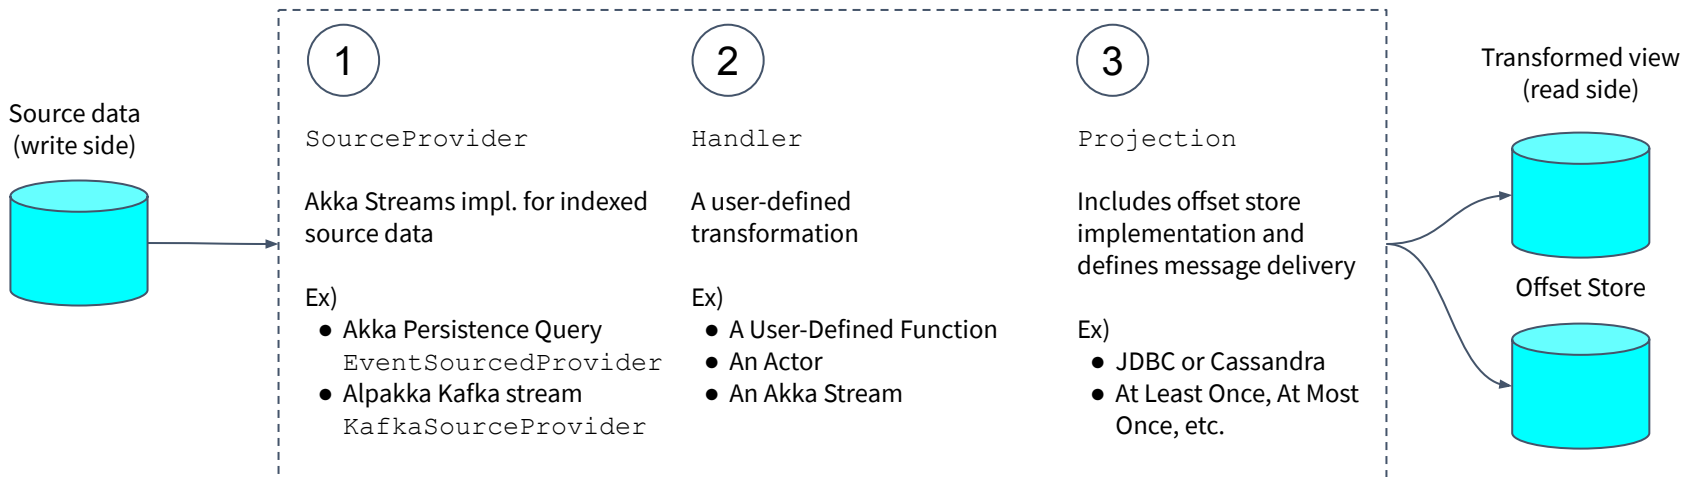 Source data
(write side)
1
SourceProvider
Akka Streams impl. for indexed
source data
Ex)
● Akka Persistence Query
EventSourcedProvider
● Alpakka Kafka stream
KafkaSourceProvider
2
Handler
A user-defined
transformation
Ex)
● A User-Defined Function
● An Actor
● An Akka Stream
3
Projection
Includes offset store
implementation and
defines message delivery
Ex)
● JDBC or Cassandra
● At Least Once, At Most
Once, etc.
Transformed view
(read side)
Offset Store